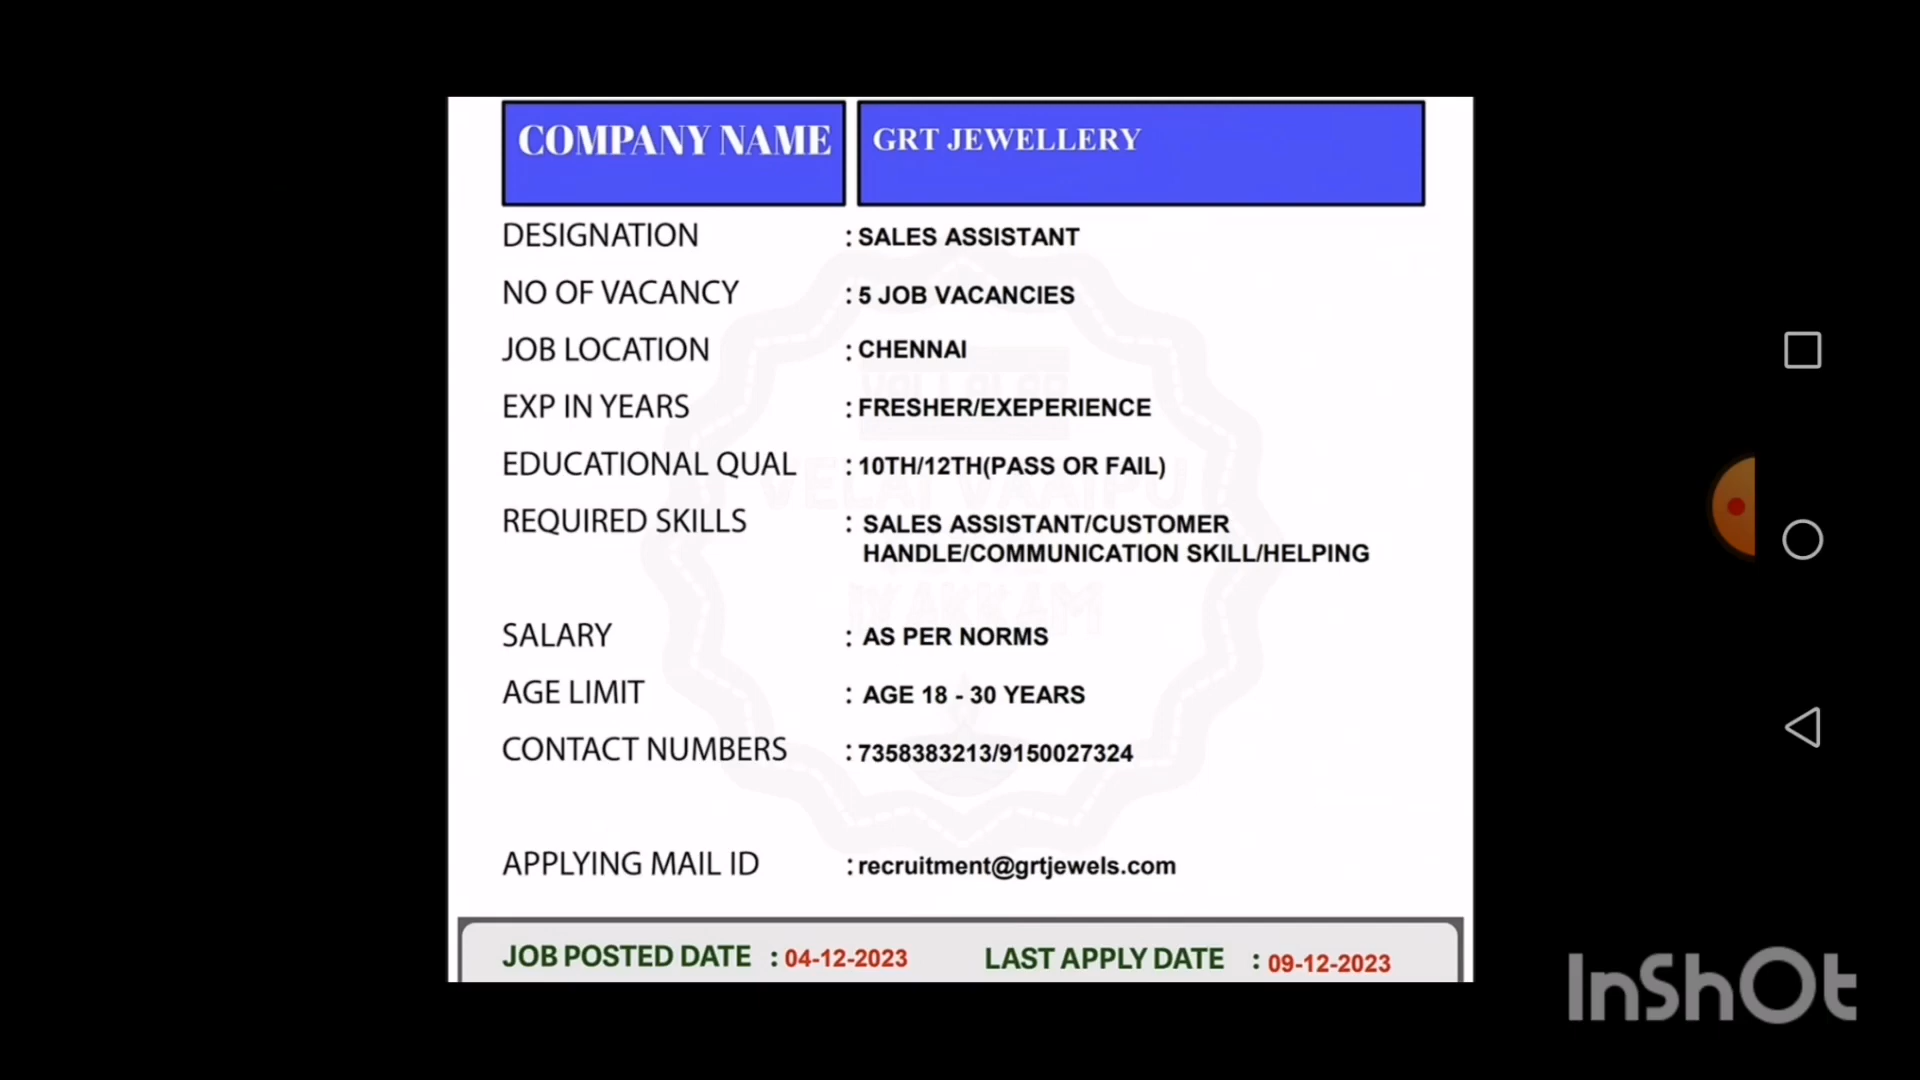 COMPANY NAME GRT JEWELLERY
DESIGNATION : SALES ASSISTANT
NO OF VACANCY : 5 JOB VACANCIES
JOB LOCATION : CHENNAI
EXP IN YEARS : FRESHER/EXEPERIENCE
EDUCATIONAL QUAL : 10TH/12TH(PASS OR FAIL)
VELAI VAAIPU
REQUIRED SKILLS : SALES ASSISTANT/CUSTOMER
HANDLE/COMMUNICATION SKILL/HELPING
IYAKKAM
SALARY : AS PER NORMS
AGE LIMIT : AGE 18 - 30 YEARS
CONTACT NUMBERS : 7358383213/9150027324
APPLYING MAIL ID : recruitment@grtjewels.com
JOB POSTED DATE : 04-12-2023 LAST APPLY DATE : 09-12-2023
InShOt